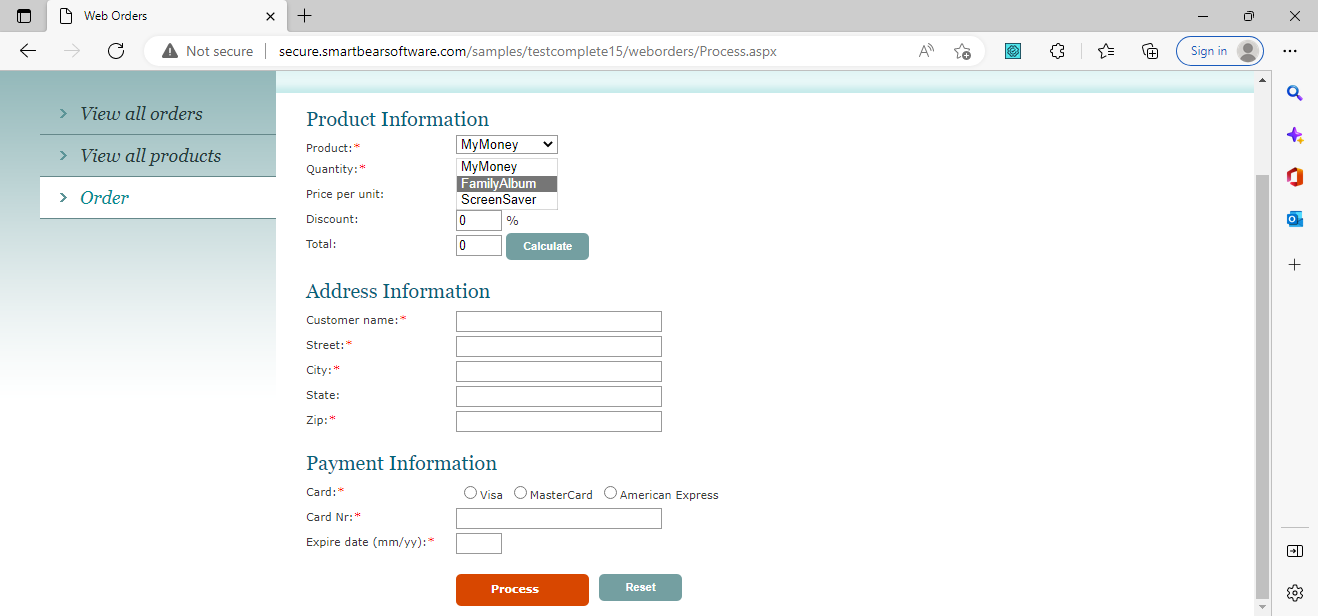 Web Orders
Not secure
secure.smartbearsoftware.com/samples/testcomplete15/weborders/Process.aspx
Sign in
View all orders
View all products
Order
Product Information
Product:* MyMoney
Quantity:* MyMoney
FamilyAlbum
Price per unit: ScreenSaver
Discount: 0 %
Total: 0 Calculate
Address Information
Customer name:*
Street:*
City:*
State:
Zip:*
Payment Information
Card:* Visa MasterCard American Express
Card Nr:*
Expire date (mm/yy):*
Process Reset